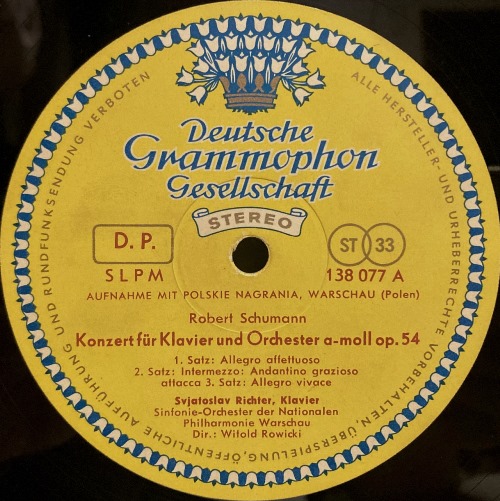 Deutsche
Grammophon
Gesellschaft
STEREO
D. P.
ST 33
SLPM
138 077 A
AUFNAHME MIT POLSKIE NAGRANIA, WARSCHAU (Polen)
Robert Schumann
Konzert für Klavier und Orchester a-moll op. 54
1. Satz: Allegro affettuoso
2. Satz: Intermezzo: Andantino grazioso
attacca 3. Satz: Allegro vivace
Svjatoslav Richter, Klavier
Sinfonie-Orchester der Nationalen
Philharmonie Warschau
Dir.: Witold Rowicki
ALLE HERSTELLER- UND URHEBERRECHTE VORBEHALTEN, ÜBERSPIELUNG, ÖFFENTLICHE AUFFÜHRUNG UND RUNDFUNKSENDUNG VERBOTEN